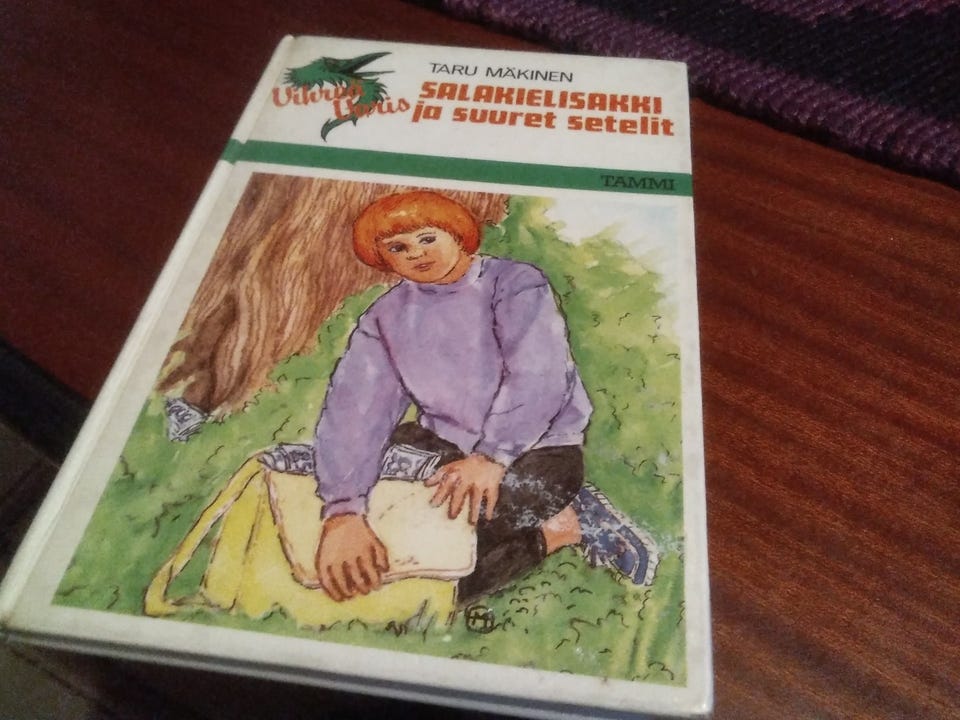 TARU MÄKINEN
SALAKIELISAKKI
ja suuret setelit
Vihreä
Varis
TAMMI